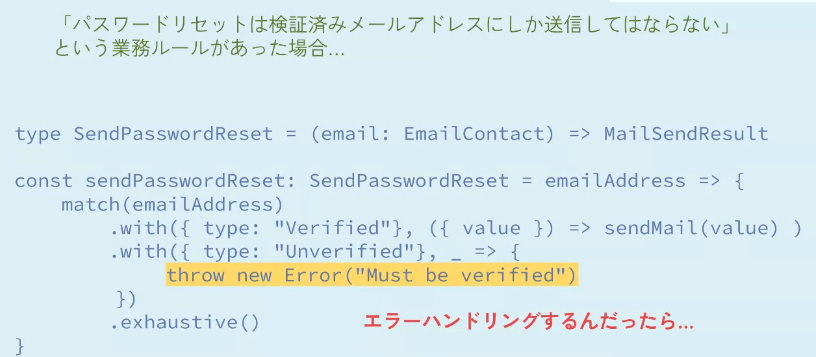 「パスワードリセットは検証済みメールアドレスにしか送信してはならない」
という業務ルールがあった場合...
type SendPasswordReset = (email: EmailContact) => MailSendResult
const sendPasswordReset: SendPasswordReset = emailAddress => {
    match(emailAddress)
        .with({ type: "Verified"}, ({ value }) => sendMail(value) )
        .with({ type: "Unverified"}, _ => {
            throw new Error("Must be verified")
        })
        .exhaustive() エラーハンドリングするんだったら...
}